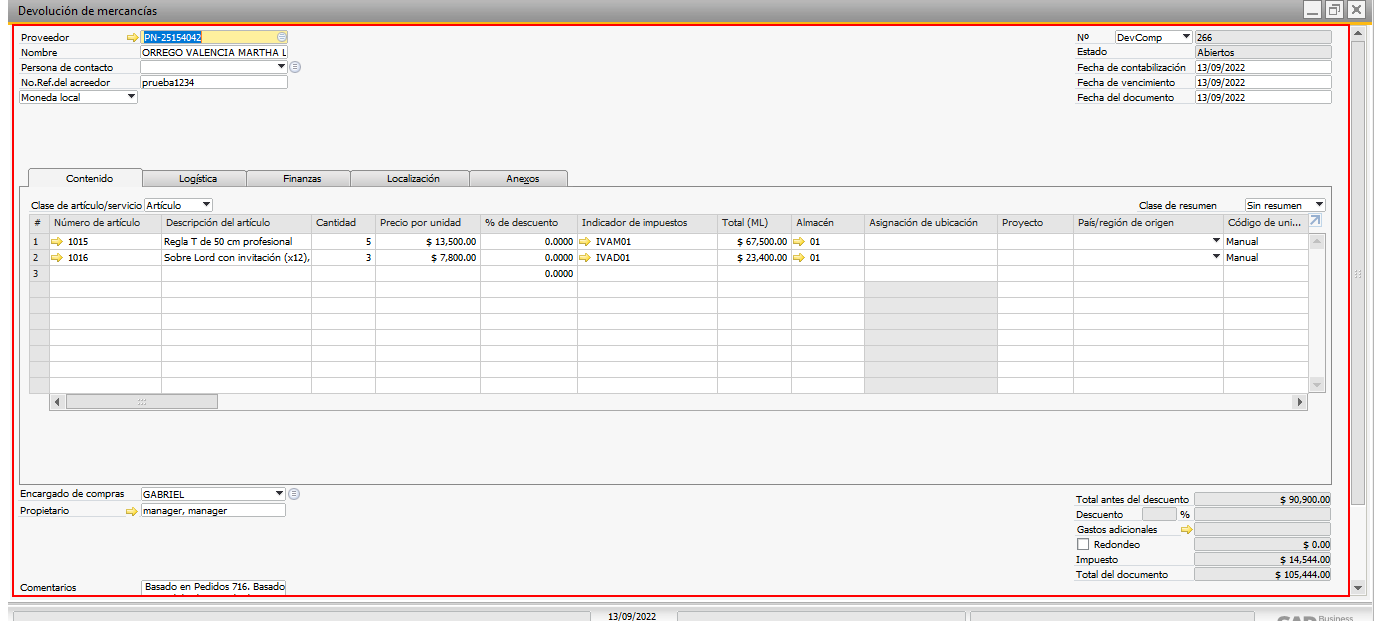 Devolución de mercancías
Proveedor PN-25154042
Nombre ORREGO VALENCIA MARTHA L
Persona de contacto
No.Ref.del acreedor prueba1234
Moneda local
Nº DevComp 266
Estado Abiertos
Fecha de contabilización 13/09/2022
Fecha de vencimiento 13/09/2022
Fecha del documento 13/09/2022
Contenido Logística Finanzas Localización Anexos
Clase de artículo/servicio Artículo Clase de resumen Sin resumen
# Número de artículo Descripción del artículo Cantidad Precio por unidad % de descuento Indicador de impuestos Total (ML) Almacén Asignación de ubicación Proyecto País/región de origen Código de uni...
1 1015 Regla T de 50 cm profesional 5 $ 13,500.00 0.0000 IVAM01 $ 67,500.00 01 Manual
2 1016 Sobre Lord con invitación (x12), 3 $ 7,800.00 0.0000 IVAD01 $ 23,400.00 01 Manual
3 0.0000
Encargado de compras GABRIEL
Propietario manager, manager
Total antes del descuento $ 90,900.00
Descuento %
Gastos adicionales
Redondeo $ 0.00
Impuesto $ 14,544.00
Total del documento $ 105,444.00
Comentarios Basado en Pedidos 716. Basado
13/09/2022
SAP Business